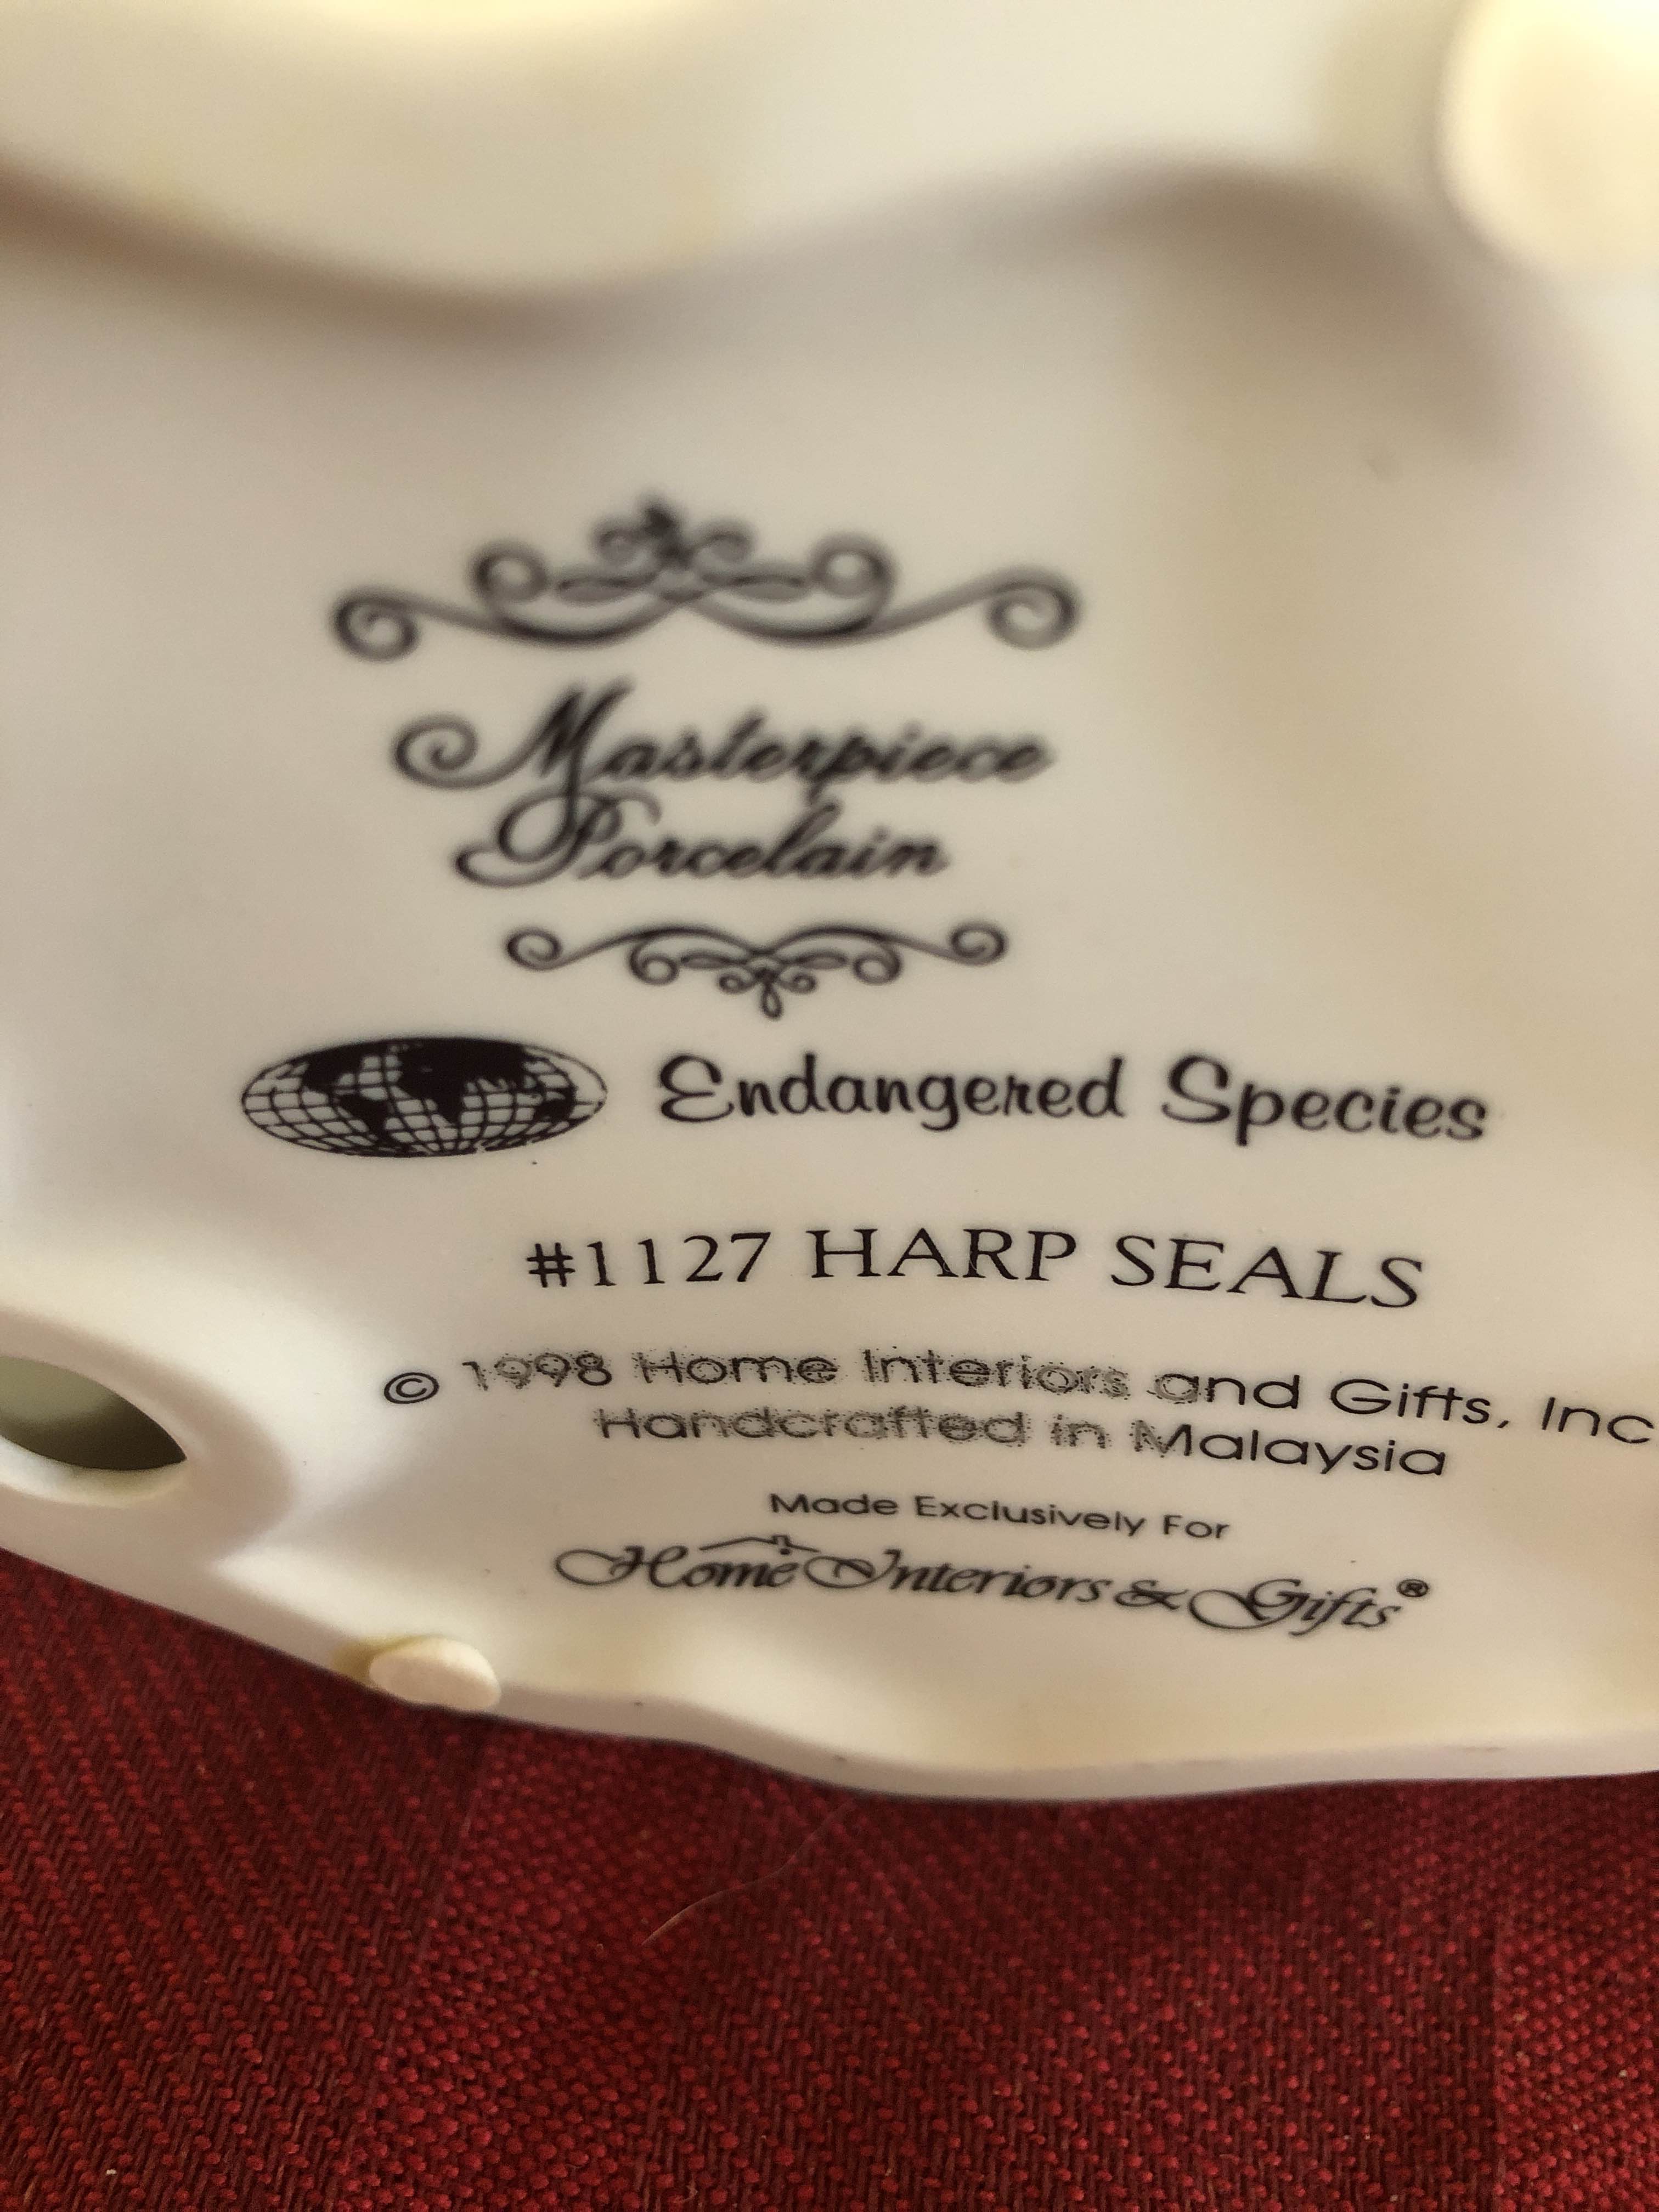 Masterpiece
Porcelain
Endangered Species
#1127 HARP SEALS
© 1998 Home Interiors and Gifts, Inc
Handcrafted in Malaysia
Made Exclusively For
Home Interiors & Gifts®